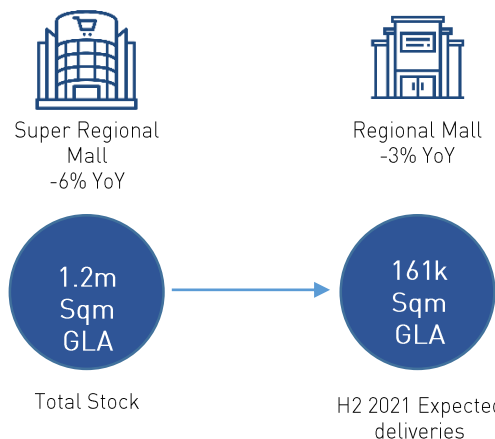 Super Regional
Mall
-6% YoY
Regional Mall
-3% YoY
1.2m
Sqm
GLA
161k
Sqm
GLA
Total Stock
H2 2021 Expected
deliveries